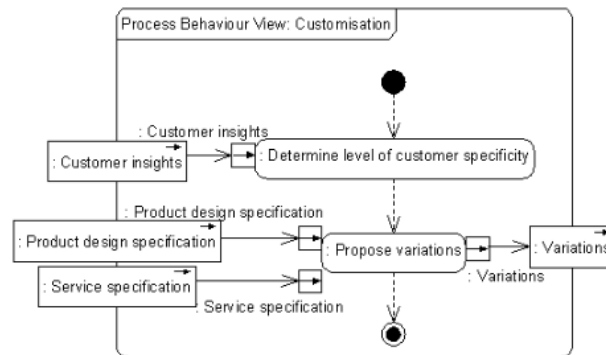 Process Behaviour View: Customisation
: Customer insights
: Customer insights
: Determine level of customer specificity
: Product design specification
: Product design specification
: Propose variations
: Variations
: Variations
: Service specification
: Service specification